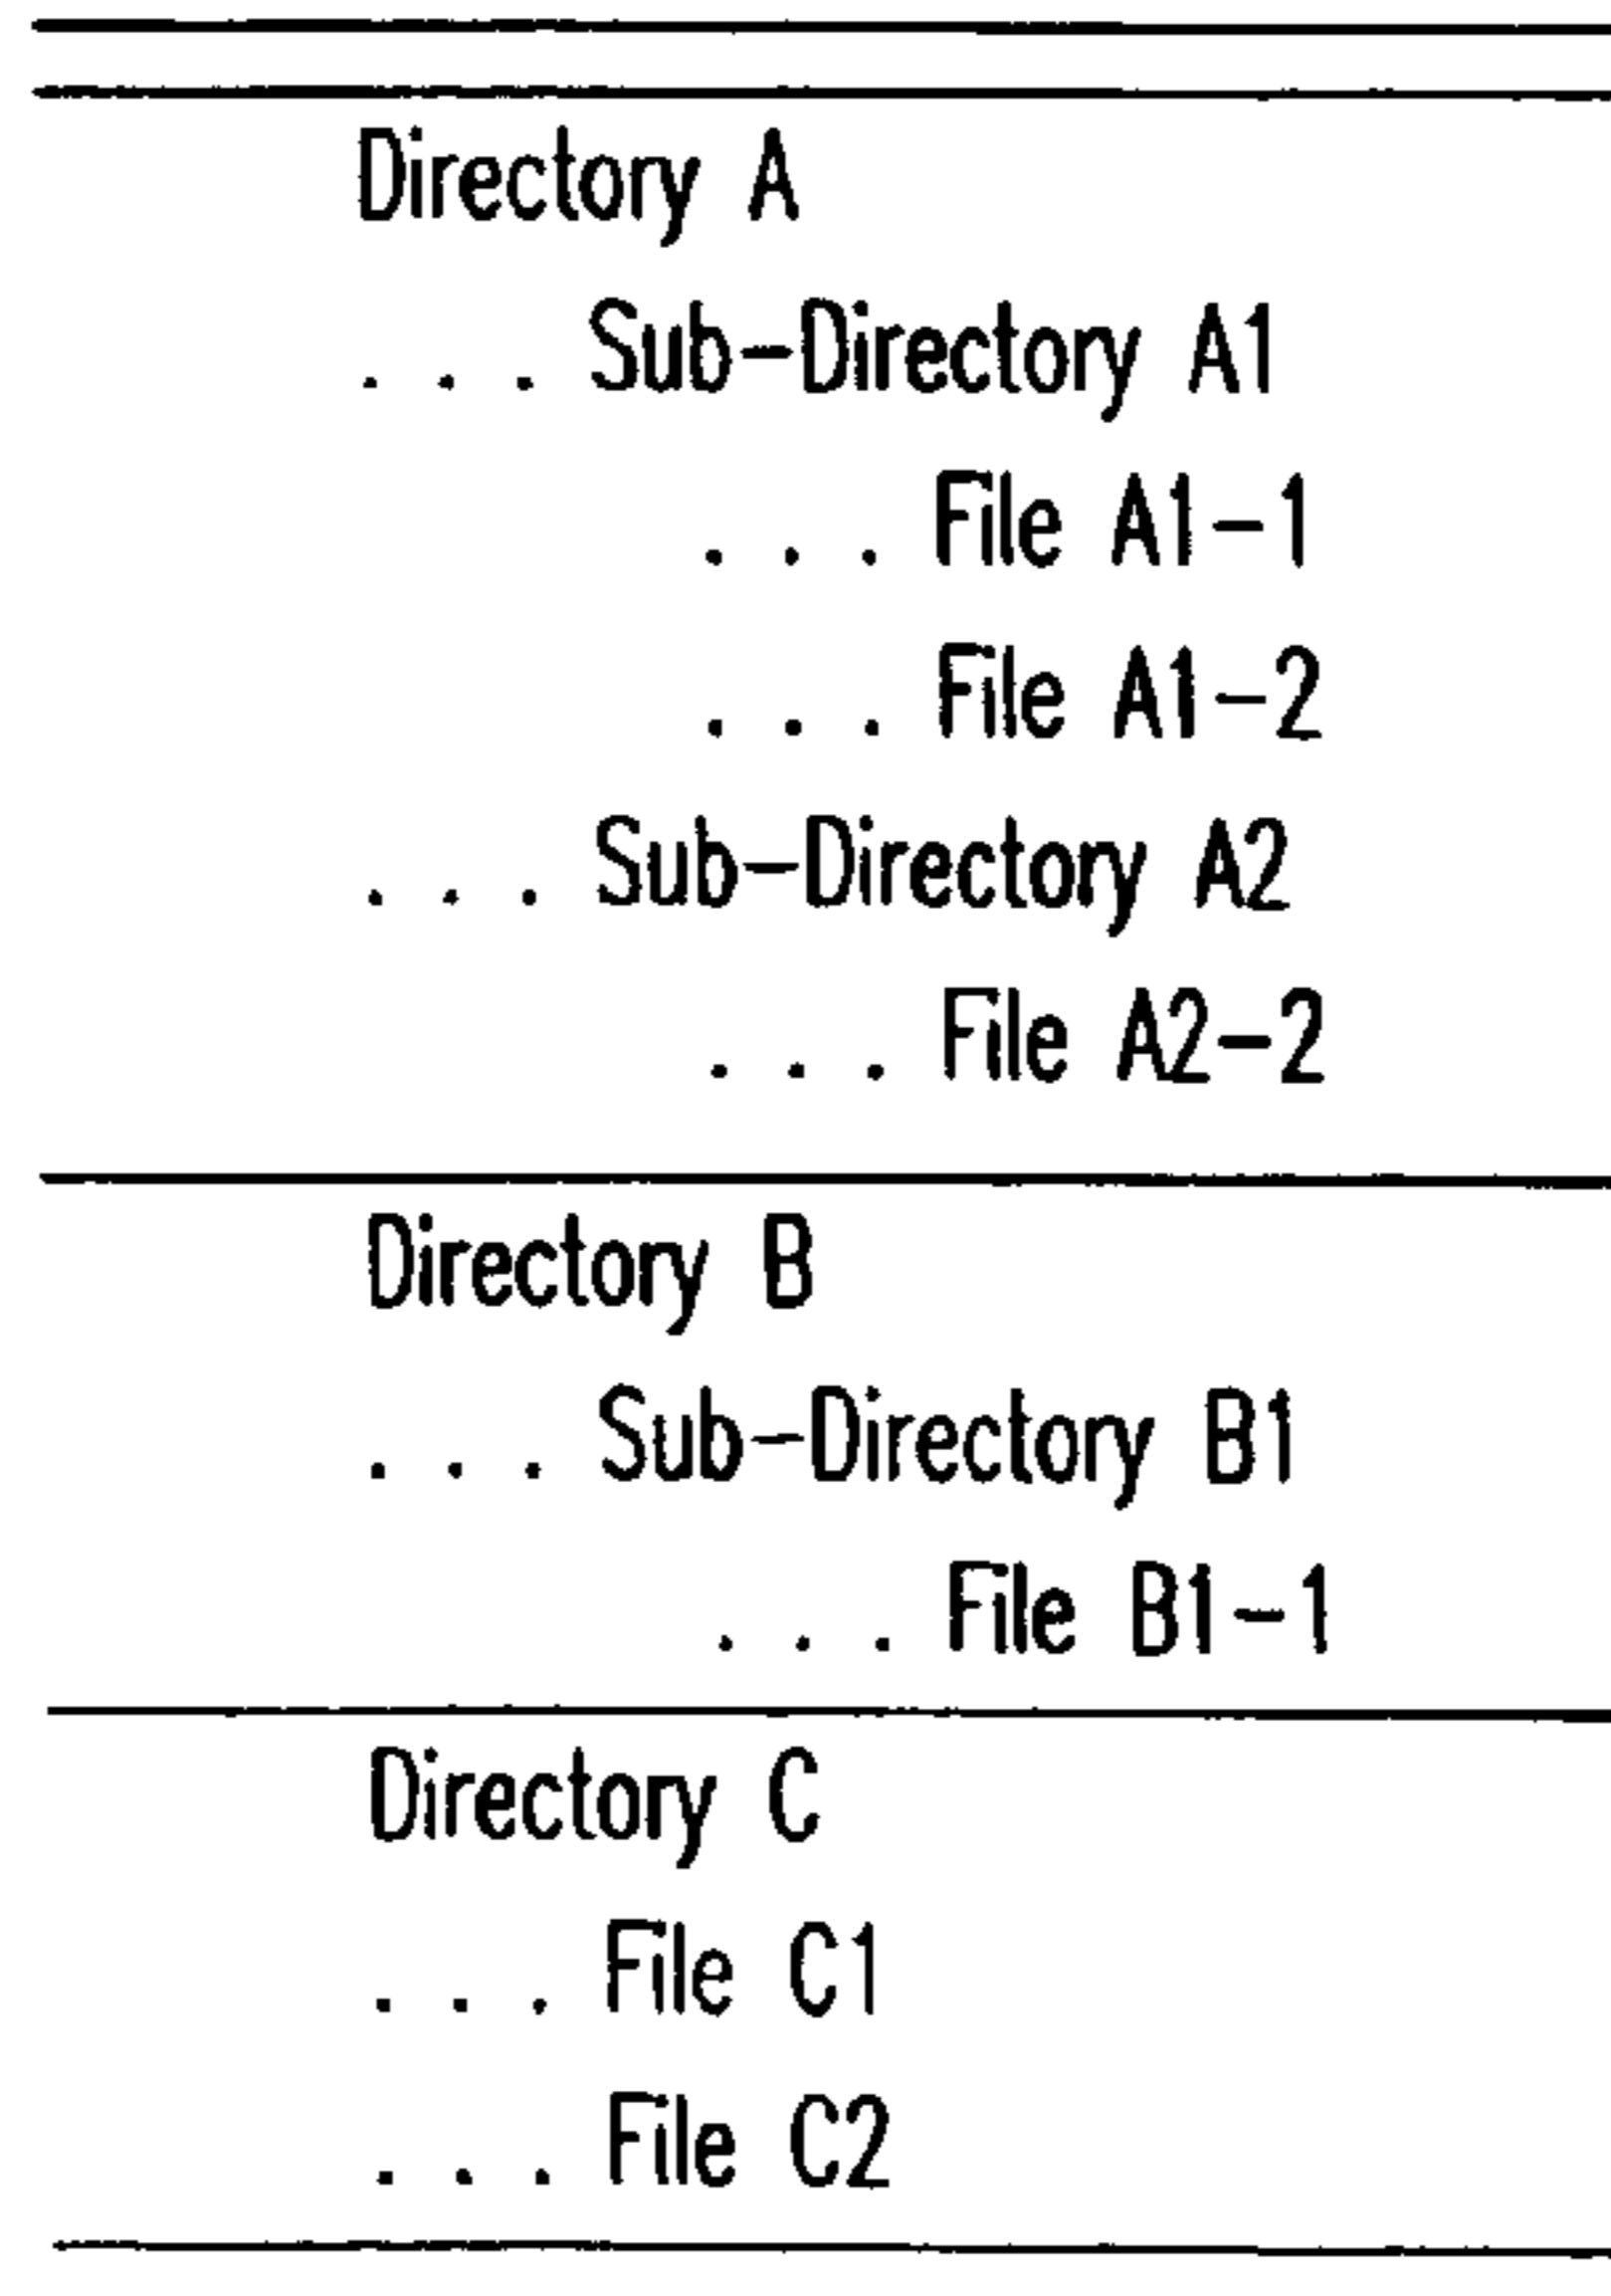 Directory A
. . . Sub-Directory A1
. . . File A1-1
. . . File A1-2
. . . Sub-Directory A2
. . . File A2-2
Directory B
. . . Sub-Directory B1
. . . File B1-1
Directory C
. . . File C1
. . . File C2